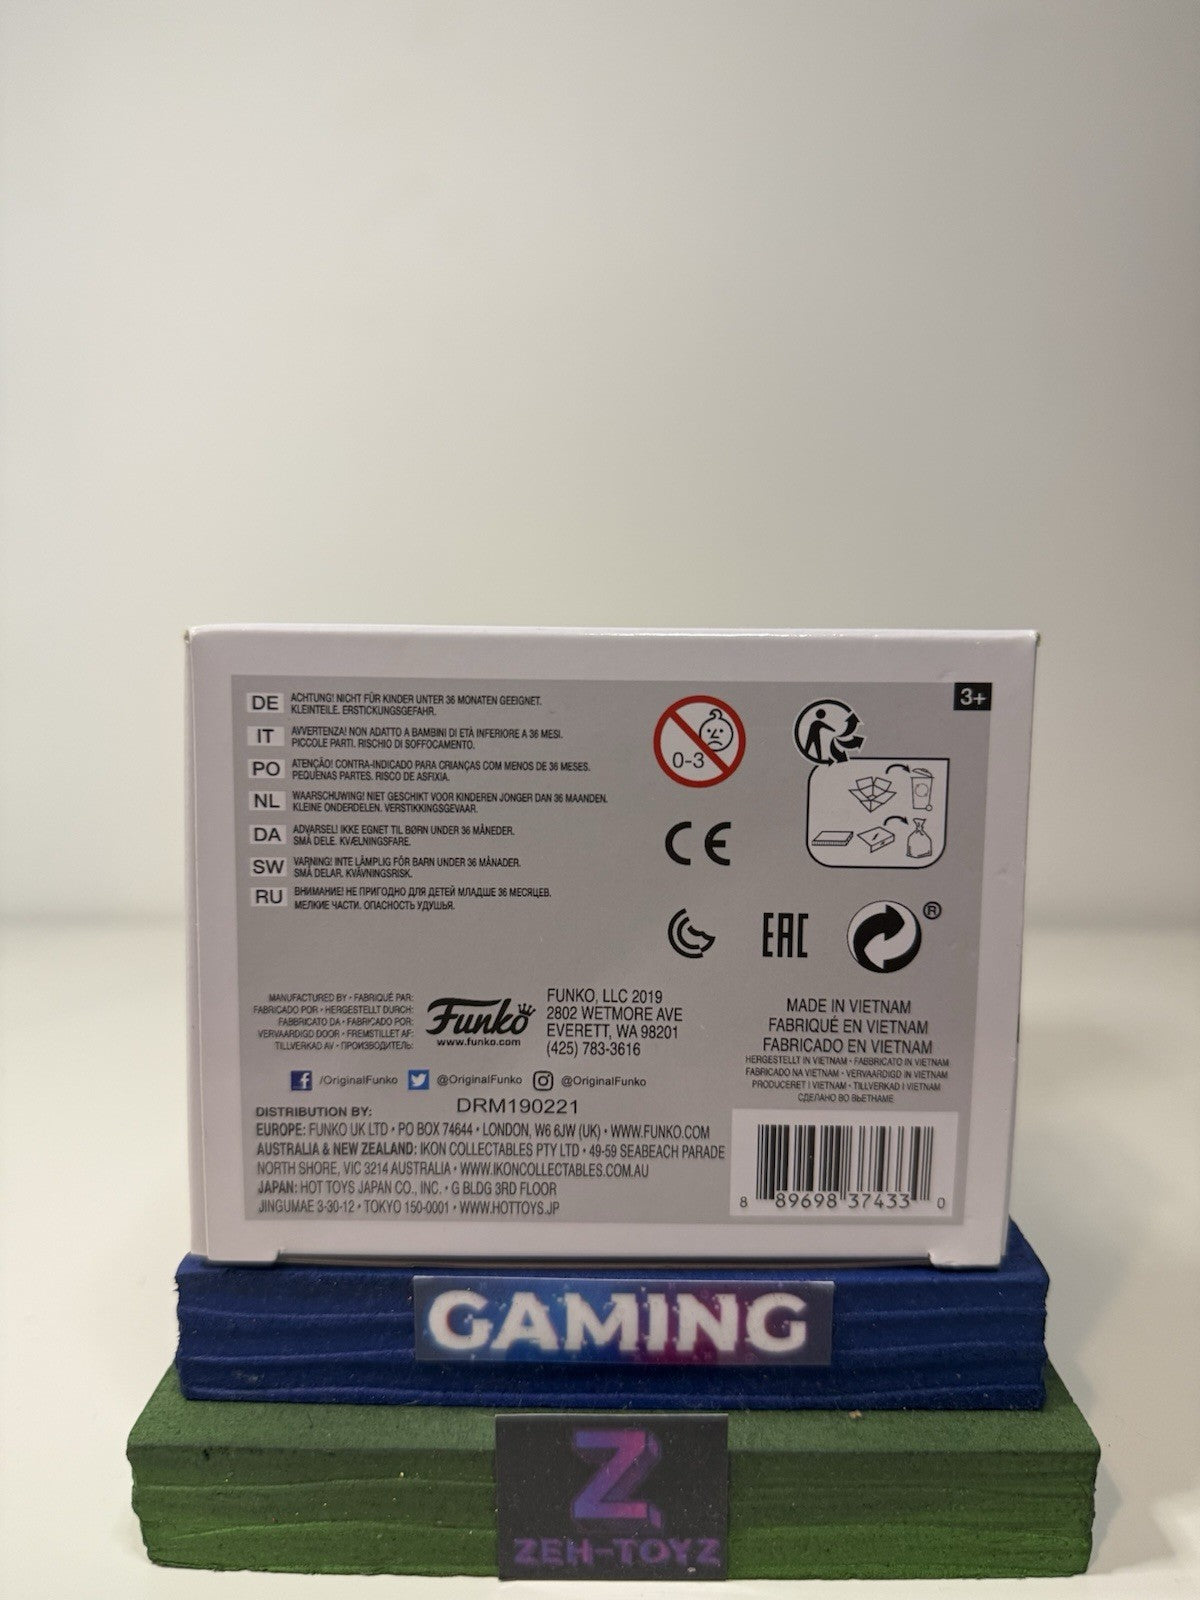 3+
DE ACHTUNG! NICHT FÜR KINDER UNTER 36 MONATEN GEEIGNET.
KLEINTEILE. ERSTICKUNGSGEFAHR.
IT AVVERTENZA! NON ADATTO A BAMBINI DI ETÀ INFERIORE A 36 MESI.
PICCOLE PARTI. RISCHIO DI SOFFOCAMENTO.
PO ATENÇÃO! CONTRA-INDICADO PARA CRIANÇAS COM MENOS DE 36 MESES.
PEQUENAS PARTES. RISCO DE ASFIXIA.
NL WAARSCHUWING! NIET GESCHIKT VOOR KINDEREN JONGER DAN 36 MAANDEN.
KLEINE ONDERDELEN. VERSTIKKINGSGEVAAR.
DA ADVARSEL! IKKE EGNET TIL BØRN UNDER 36 MÅNEDER.
SMÅ DELE. KVÆLNINGSFARE.
SW VARNING! INTE LÄMPLIG FÖR BARN UNDER 36 MÅNADER.
SMÅ DELAR. KVÄVNINGSRISK.
RU ВНИМАНИЕ! НЕ ПРИГОДНО ДЛЯ ДЕТЕЙ МЛАДШЕ 36 МЕСЯЦЕВ.
МЕЛКИЕ ЧАСТИ. ОПАСНОСТЬ УДУШЬЯ.
0-3
CE
EAC
®
MANUFACTURED BY • FABRIQUÉ PAR:
FABRICADO POR • HERGESTELLT DURCH:
FABBRICATO DA • FABRICADO POR:
VERVAARDIGD DOOR • FREMSTILLET AF:
TILLVERKAD AV • ПРОИЗВОДИТЕЛЬ:
Funko
www.funko.com
FUNKO, LLC 2019
2802 WETMORE AVE
EVERETT, WA 98201
(425) 783-3616
/OriginalFunko @OriginalFunko @OriginalFunko
DRM190221
DISTRIBUTION BY:
EUROPE: FUNKO UK LTD • PO BOX 74644 • LONDON, W6 6JW (UK) • WWW.FUNKO.COM
AUSTRALIA & NEW ZEALAND: IKON COLLECTABLES PTY LTD • 49-59 SEABEACH PARADE
NORTH SHORE, VIC 3214 AUSTRALIA • WWW.IKONCOLLECTABLES.COM.AU
JAPAN: HOT TOYS JAPAN CO., INC. • G BLDG 3RD FLOOR
JINGUMAE 3-30-12 • TOKYO 150-0001 • WWW.HOTTOYS.JP
MADE IN VIETNAM
FABRIQUÉ EN VIETNAM
FABRICADO EN VIETNAM
HERGESTELLT IN VIETNAM • FABBRICATO IN VIETNAM
FABRICADO NA VIETNAM • VERVAARDIGD IN VIETNAM
PRODUCERET I VIETNAM • TILLVERKAD I VIETNAM
СДЕЛАНО ВО ВЬЕТНАМЕ
8 89698 37433 0
GAMING
Z
ZEH-TOYZ